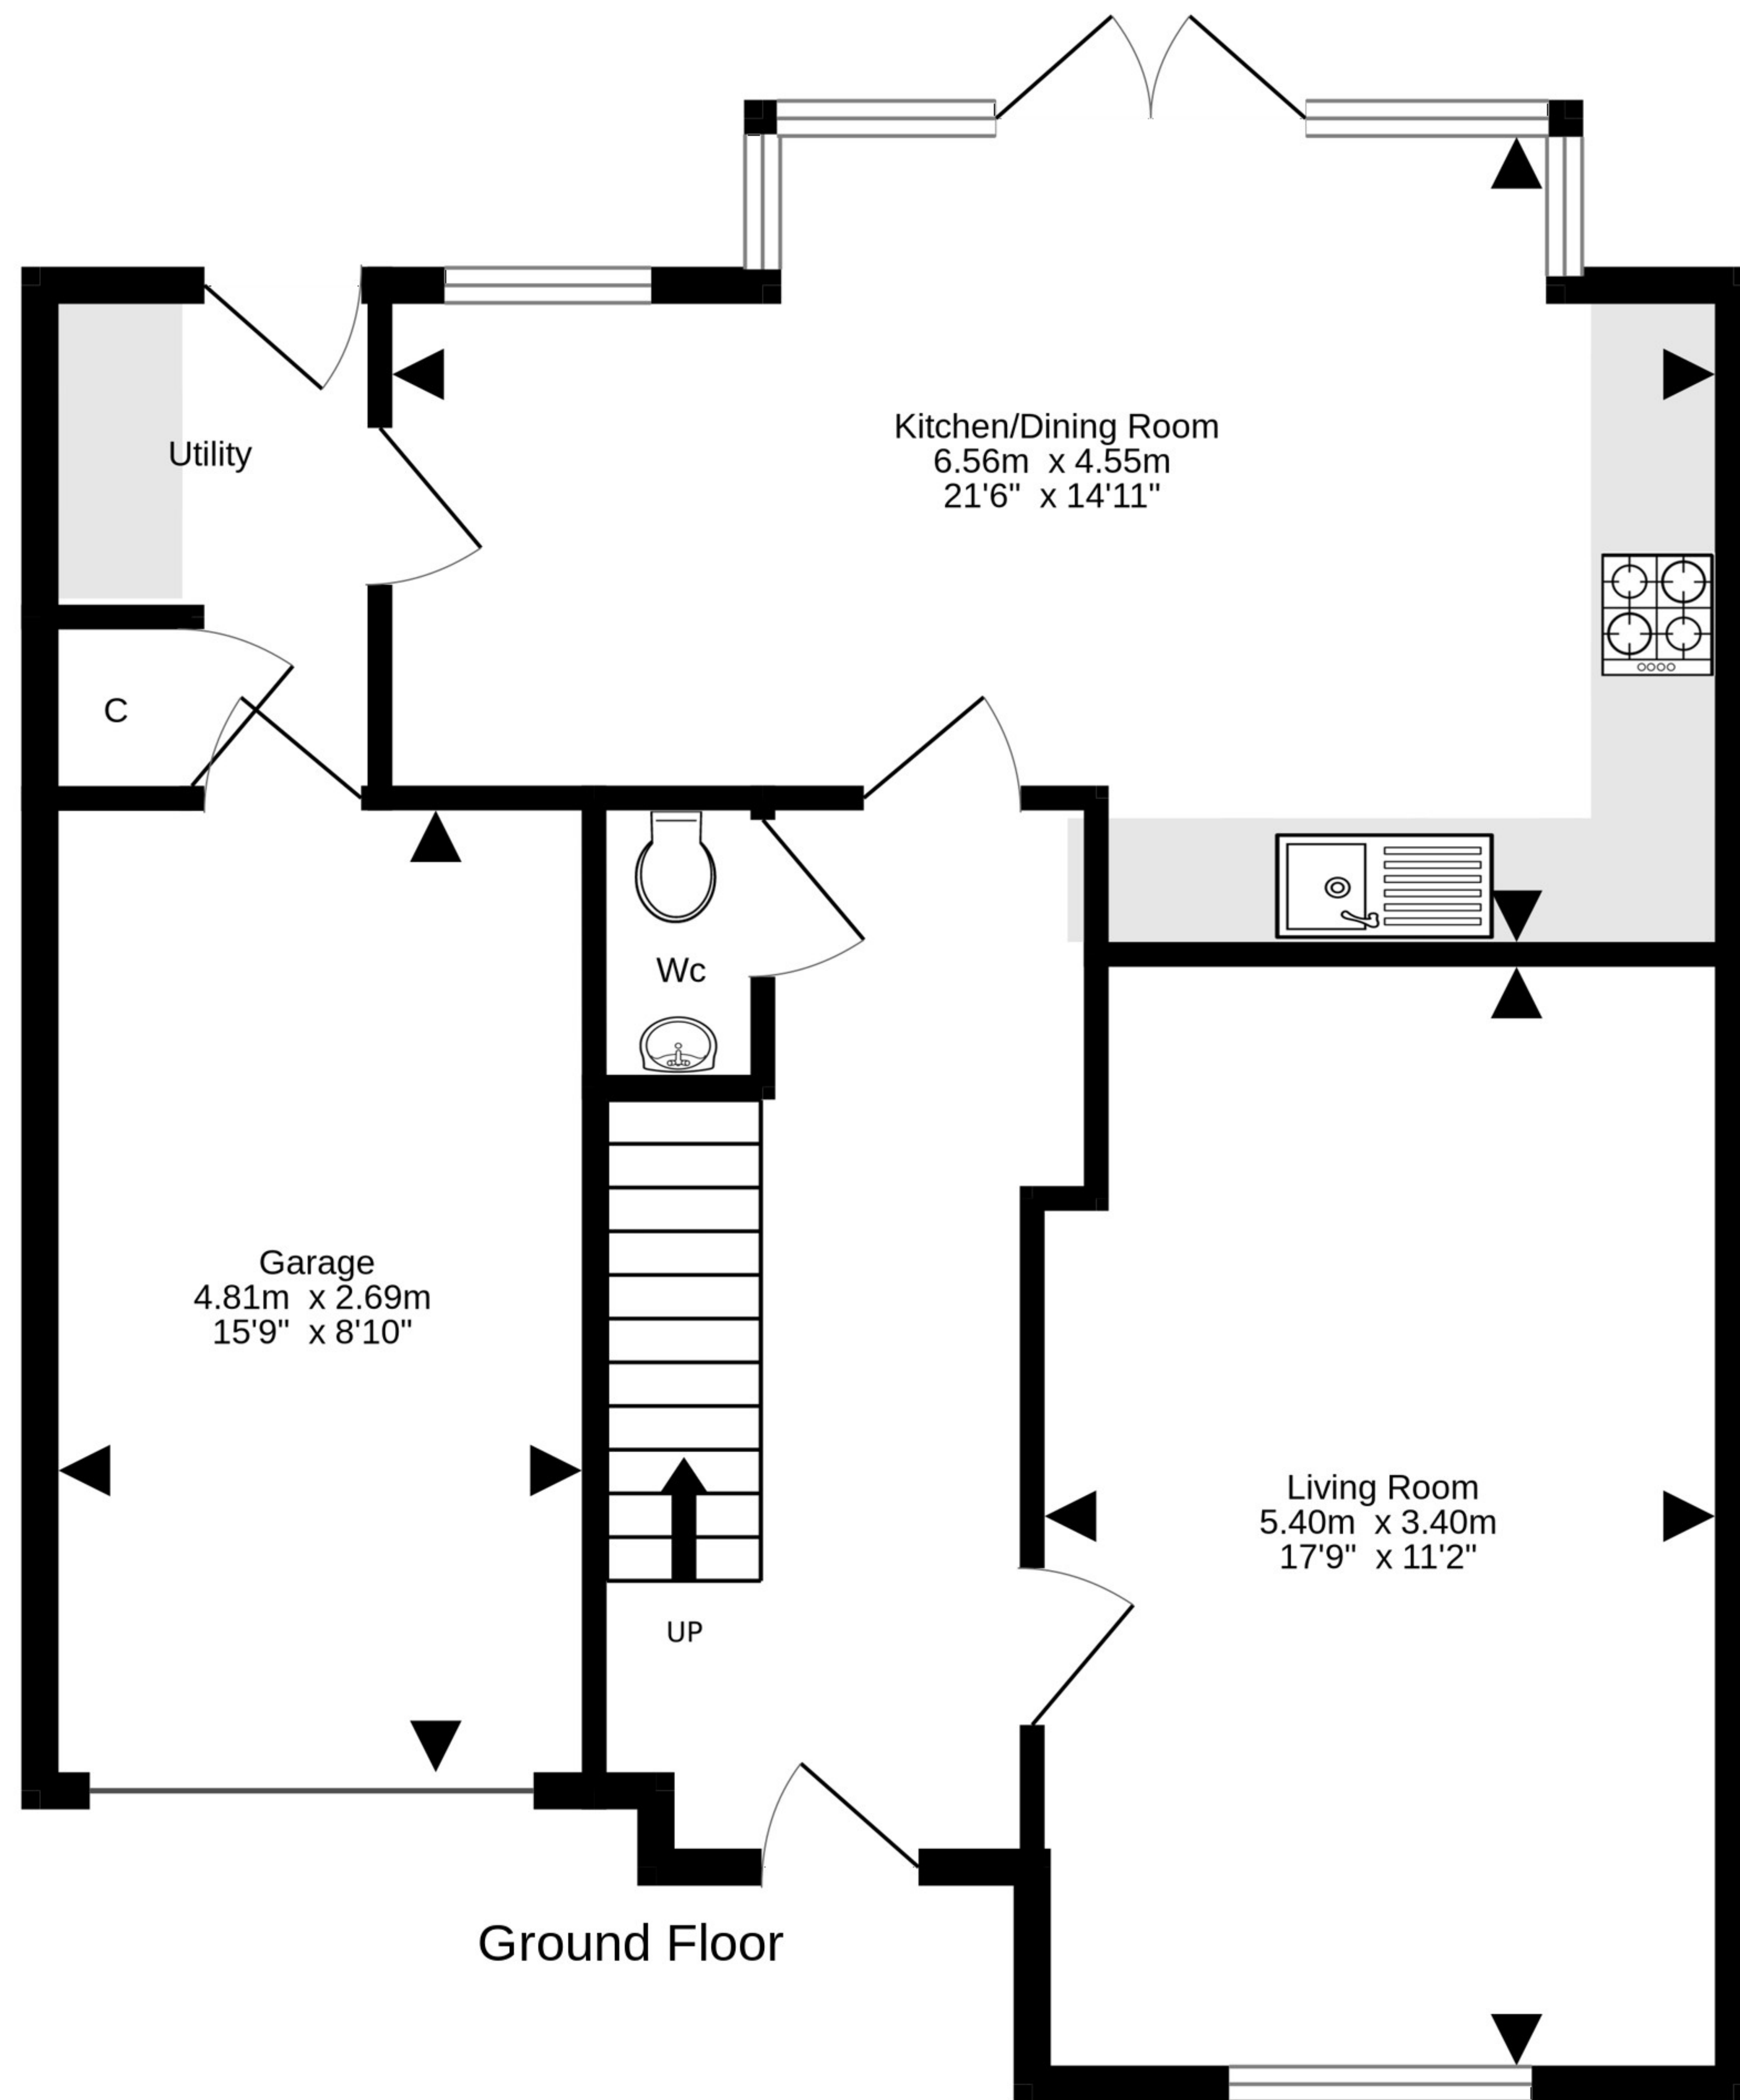 Utility
Kitchen/Dining Room
6.56m x 4.55m
21'6" x 14'11"
C
Wc
Garage
4.81m x 2.69m
15'9" x 8'10"
Living Room
5.40m x 3.40m
17'9" x 11'2"
UP
Ground Floor